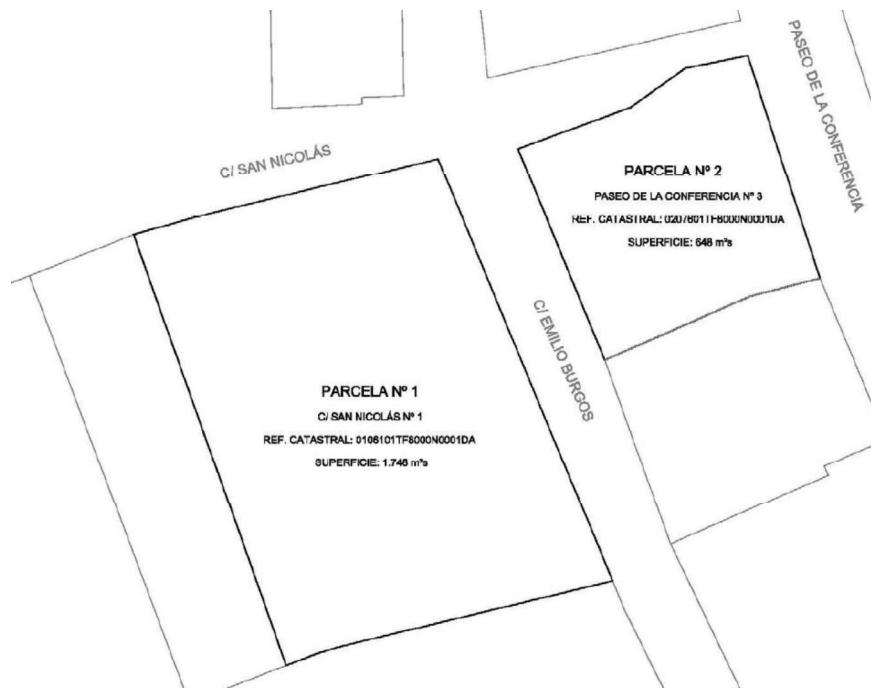 PASEO DE LA CONFERENCIA
C/ SAN NICOLÁS
PARCELA Nº 2
PASEO DE LA CONFERENCIA Nº 3
REF. CATASTRAL: 0207601TF8000N0001UA
SUPERFICIE: 648 m²s
C/ EMILIO BURGOS
PARCELA Nº 1
C/ SAN NICOLÁS Nº 1
REF. CATASTRAL: 0106101TF8000N0001DA
SUPERFICIE: 1.746 m²s